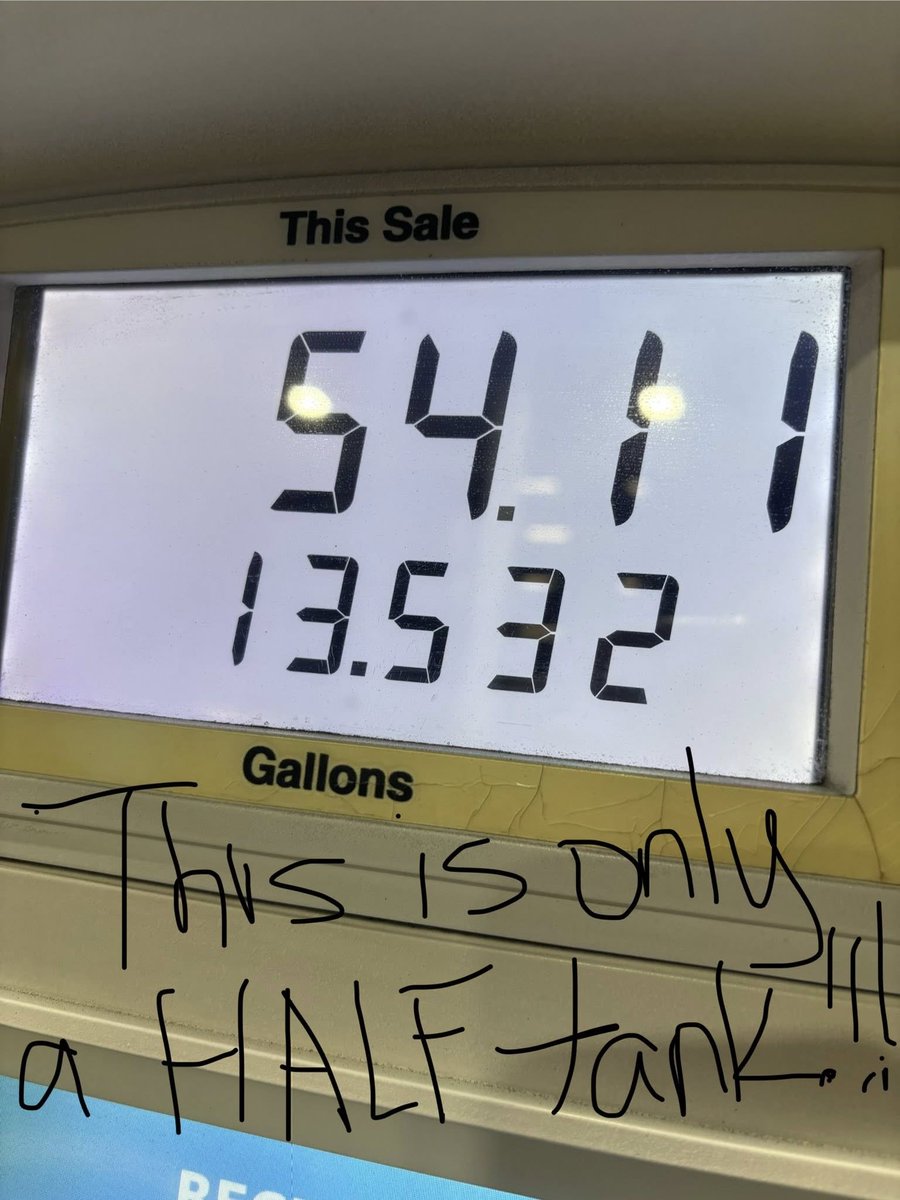 This Sale
54.11
13.532
Gallons
This is only
a HALF tank!!!